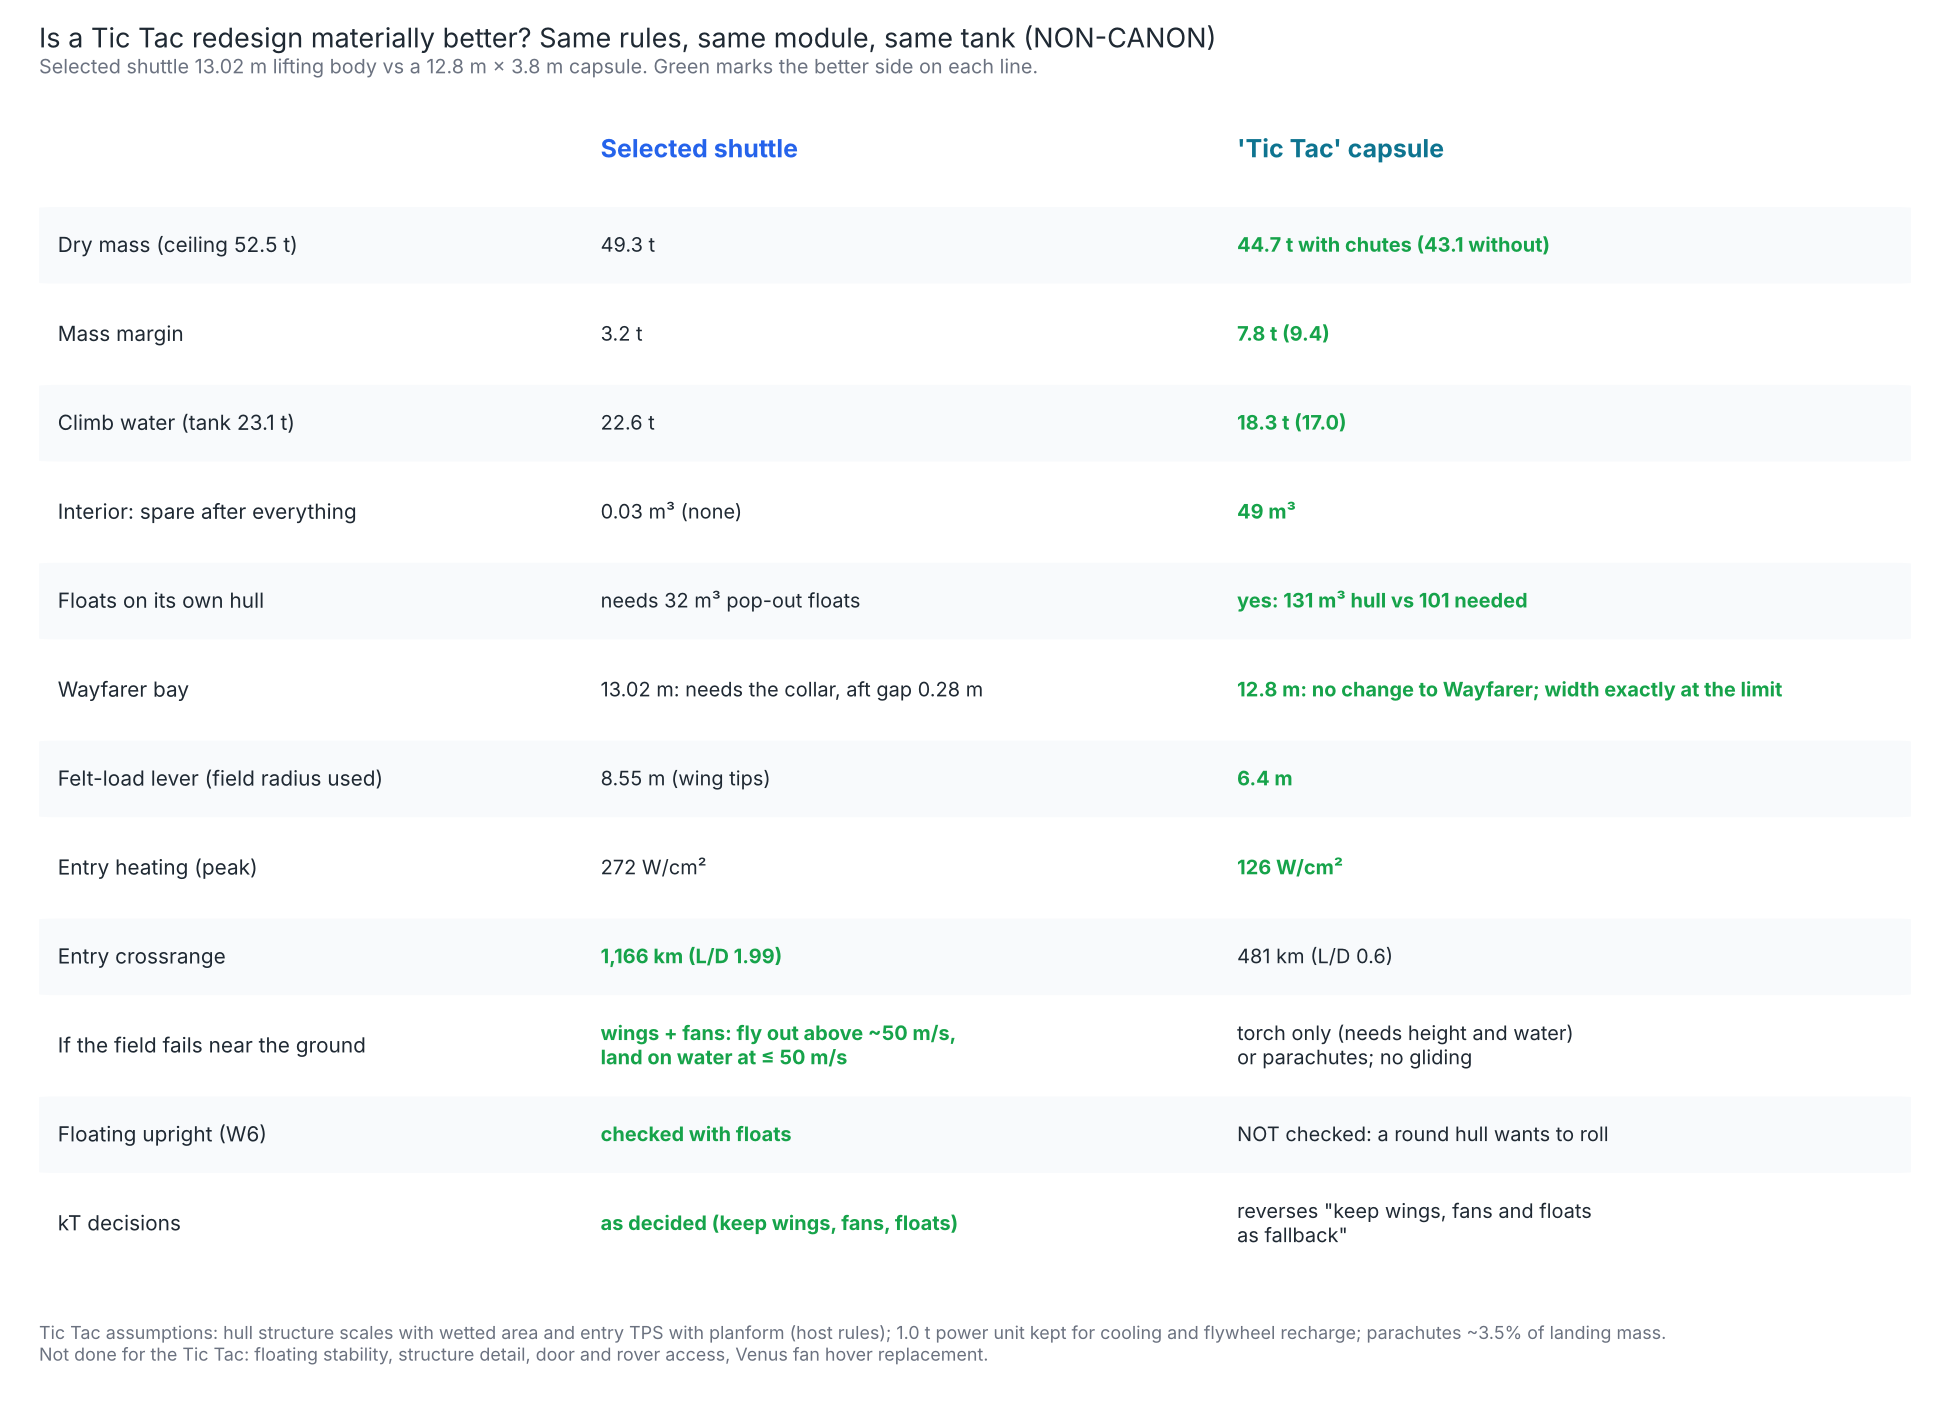 Is a Tic Tac redesign materially better? Same rules, same module, same tank (NON-CANON)
Selected shuttle 13.02 m lifting body vs a 12.8 m × 3.8 m capsule. Green marks the better side on each line.
Selected shuttle
'Tic Tac' capsule
Dry mass (ceiling 52.5 t)
49.3 t
44.7 t with chutes (43.1 without)
Mass margin
3.2 t
7.8 t (9.4)
Climb water (tank 23.1 t)
22.6 t
18.3 t (17.0)
Interior: spare after everything
0.03 m³ (none)
49 m³
Floats on its own hull
needs 32 m³ pop-out floats
yes: 131 m³ hull vs 101 needed
Wayfarer bay
13.02 m: needs the collar, aft gap 0.28 m
12.8 m: no change to Wayfarer; width exactly at the limit
Felt-load lever (field radius used)
8.55 m (wing tips)
6.4 m
Entry heating (peak)
272 W/cm²
126 W/cm²
Entry crossrange
1,166 km (L/D 1.99)
481 km (L/D 0.6)
If the field fails near the ground
wings + fans: fly out above ~50 m/s,
land on water at ≤ 50 m/s
torch only (needs height and water)
or parachutes; no gliding
Floating upright (W6)
checked with floats
NOT checked: a round hull wants to roll
kT decisions
as decided (keep wings, fans, floats)
reverses "keep wings, fans and floats
as fallback"
Tic Tac assumptions: hull structure scales with wetted area and entry TPS with planform (host rules); 1.0 t power unit kept for cooling and flywheel recharge; parachutes ~3.5% of landing mass.
Not done for the Tic Tac: floating stability, structure detail, door and rover access, Venus fan hover replacement.